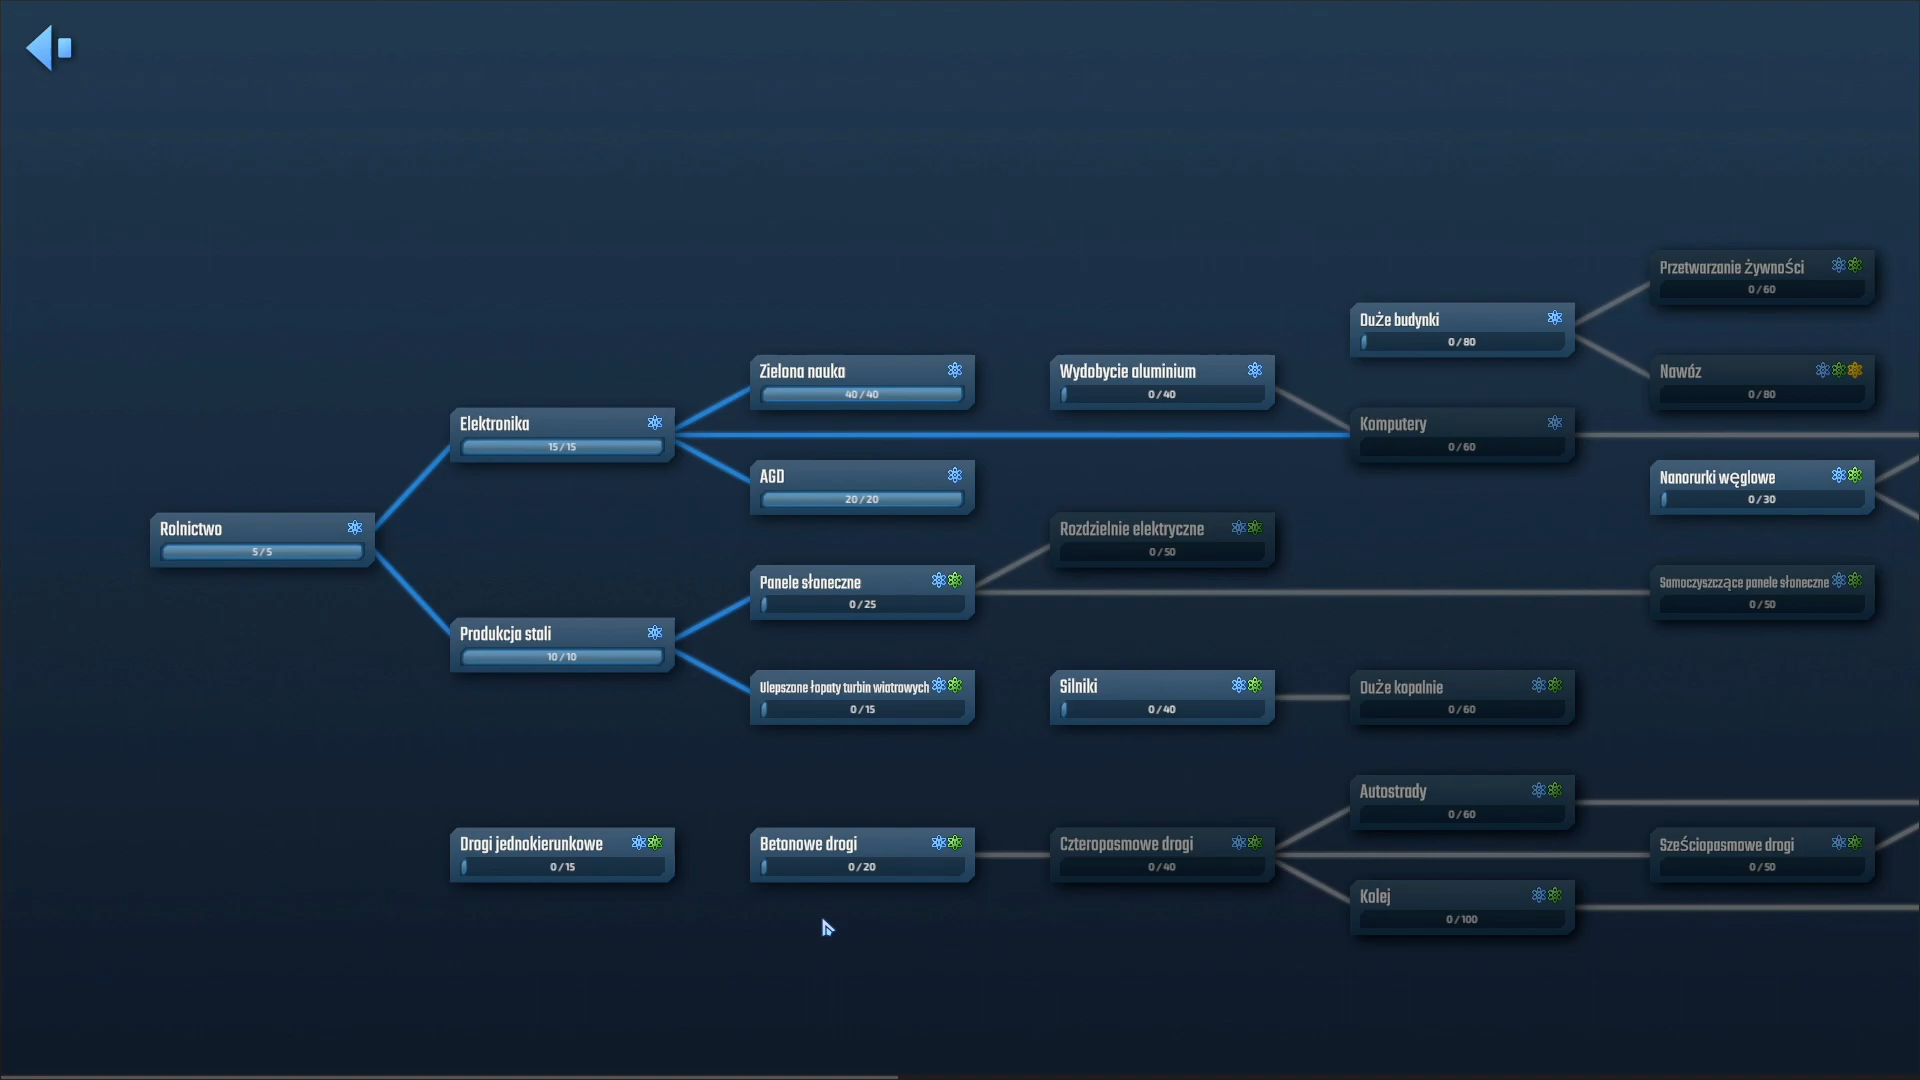 Przetwarzanie żywności
0/60
Duże budynki
0/80
Zielona nauka
40/40
Wydobycie aluminium
0/40
Nawóz
0/80
Elektronika
15/15
Komputery
0/60
AGD
20/20
Nanorurki węglowe
0/30
Rolnictwo
5/5
Rozdzielnie elektryczne
0/50
Panele słoneczne
0/25
Samoczyszczące panele słoneczne
0/50
Produkcja stali
10/10
Ulepszone łopaty turbin wiatrowych
0/15
Silniki
0/40
Duże kopalnie
0/60
Autostrady
0/60
Drogi jednokierunkowe
0/15
Betonowe drogi
0/20
Czteropasmowe drogi
0/40
Sześciopasmowe drogi
0/50
Kolej
0/100